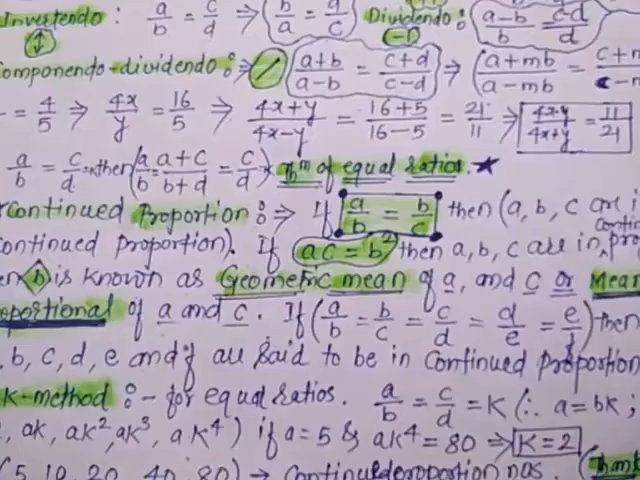 Invertendo : a/b = c/d ⇒ (b/a = d/c) Dividendo : (a-b/b = c-d/d)
(-1)
Componendo-dividendo : ⇒ (a+b/a-b = c+d/c-d) ⇒ (a+mb/a-mb =
= 4/5 ⇒ 4x/y = 16/5 ⇒ 4x+y/4x-y = 16+5/16-5 = 21/11 ⇒ 4x-y/4x+y = 11/21
a/b = c/d then (a/b = a+c/b+d = c/d) Thm of equal ratios. ★
Continued Proportion : ⇒ If a/b = b/c then (a, b, c are in
continued proportion). If ac = b² then a, b, c are in
b is known as Geometric mean of a, and c or Mean
proportional of a and c. If (a/b = b/c = c/d = d/e = e/f) then
b, c, d, e and f are said to be in Continued Proportion
K-method :- for equal ratios. a/b = c/d = K (∴ a = bk ;
, ak, ak², ak³, ak⁴) if a = 5 & ak⁴ = 80 ⇒ K = 2
(5, 10, 20, 40, 80) → Continued proportion nos.